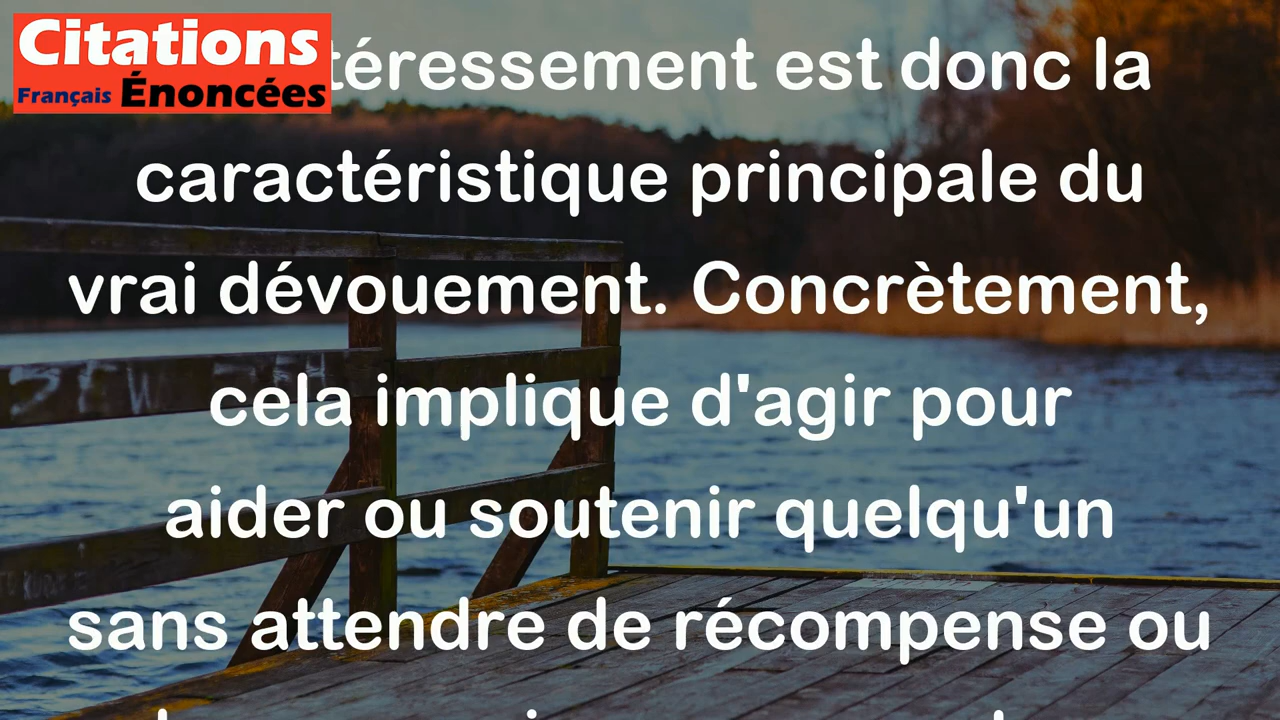 Citations
Français Énoncées
téressement est donc la
caractéristique principale du
vrai dévouement. Concrètement,
cela implique d'agir pour
aider ou soutenir quelqu'un
sans attendre de récompense ou